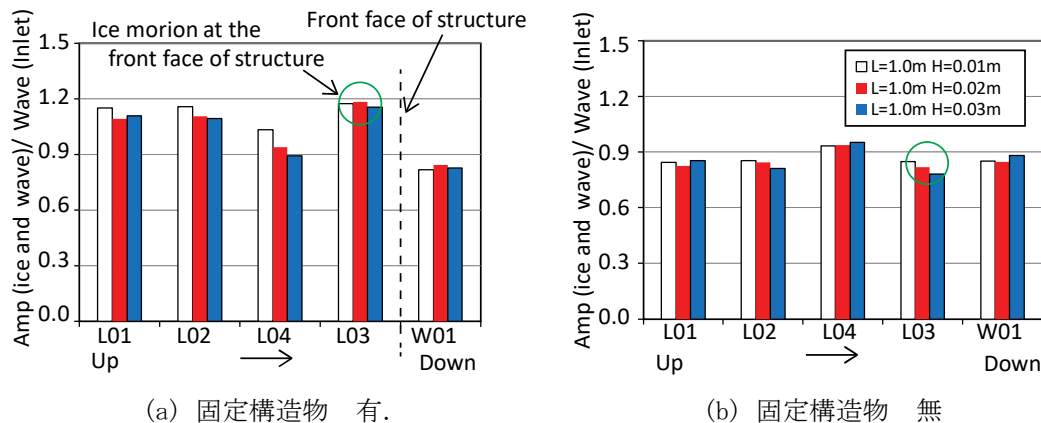 Ice morion at the
front face of structure
Front face of structure
Amp (ice and wave)/ Wave (Inlet)
1.5
1.2
0.9
0.6
0.3
0.0
L01 L02 L04 L03 W01
Up Down
(a) 固定構造物 有.
Amp (ice and wave)/ Wave (Inlet)
1.5
1.2
0.9
0.6
0.3
0.0
L=1.0m H=0.01m
L=1.0m H=0.02m
L=1.0m H=0.03m
L01 L02 L04 L03 W01
Up Down
(b) 固定構造物 無